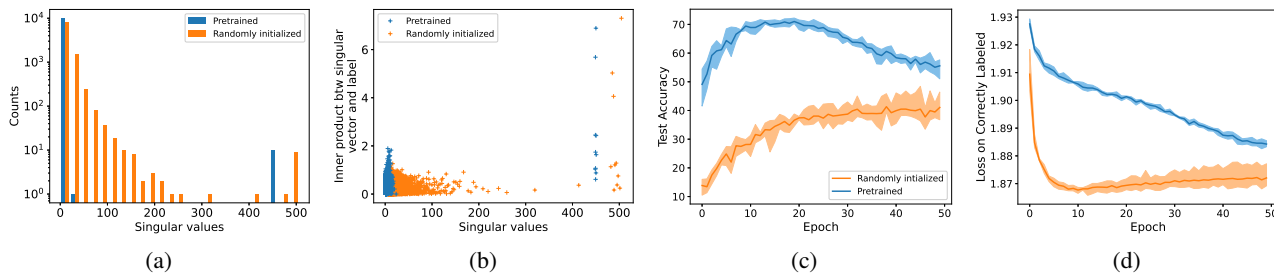 10^4
10^3
10^2
10^1
10^0
Counts
Pretrained
Randomly initialized
0
100
200
300
400
500
Singular values
(a)
Inner product btw singular
vector and label
6
4
2
0
Pretrained
Randomly initialized
0
100
200
300
400
500
Singular values
(b)
Test Accuracy
80
70
60
50
40
30
20
10
Randomly intialized
Pretrained
0
10
20
30
40
50
Epoch
(c)
Loss on Correctly Labeled
1.93
1.92
1.91
1.90
1.89
1.88
1.87
0
10
20
30
40
50
Epoch
(d)